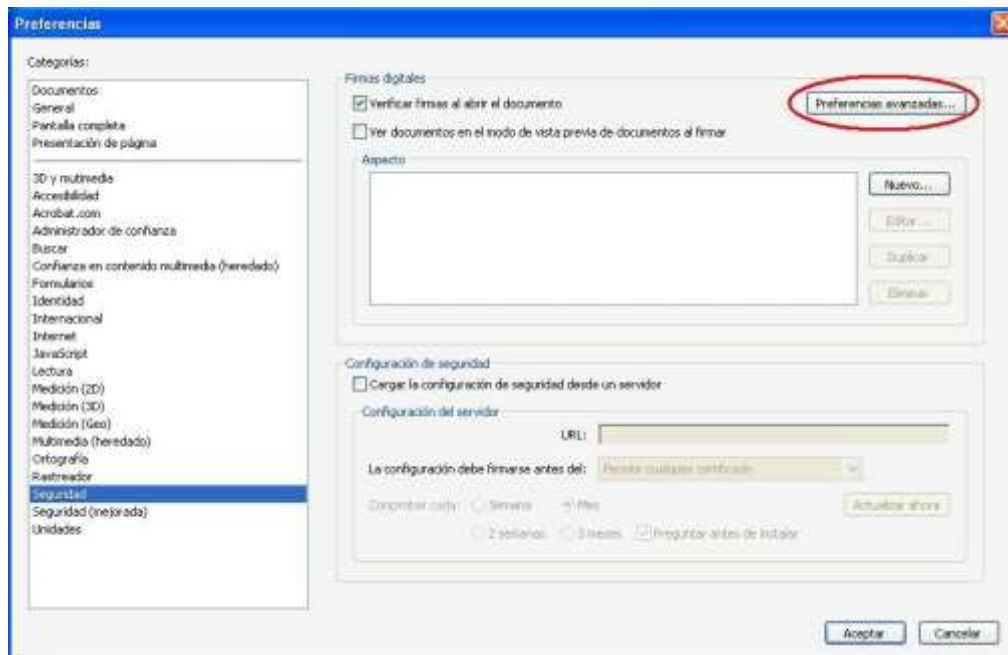 Preferencias
Categorías:
Documentos
General
Pantalla completa
Presentación de página
3D y mutimedia
Accesibilidad
Acrobat.com
Administrador de confianza
Buscar
Confianza en contenido multimedia (heredado)
Formularios
Identidad
Internacional
Internet
JavaScript
Lectura
Medición (2D)
Medición (3D)
Medición (Geo)
Multimedia (heredado)
Ortografía
Rastreador
Seguridad
Seguridad (mejorada)
Unidades
Firmas digitales
Verificar firmas al abrir el documento
Preferencias avanzadas...
Ver documentos en el modo de vista previa de documentos al firmar
Aspecto
Nuevo...
Editar...
Duplicar
Eliminar
Configuración de seguridad
Cargar la configuración de seguridad desde un servidor
Configuración del servidor
URL:
La configuración debe firmarse antes del: Permitir cualquier certificado
Comprobar cada: Semana Mes Actualizar ahora
2 semanas 3 meses Preguntar antes de instalar
Aceptar Cancelar